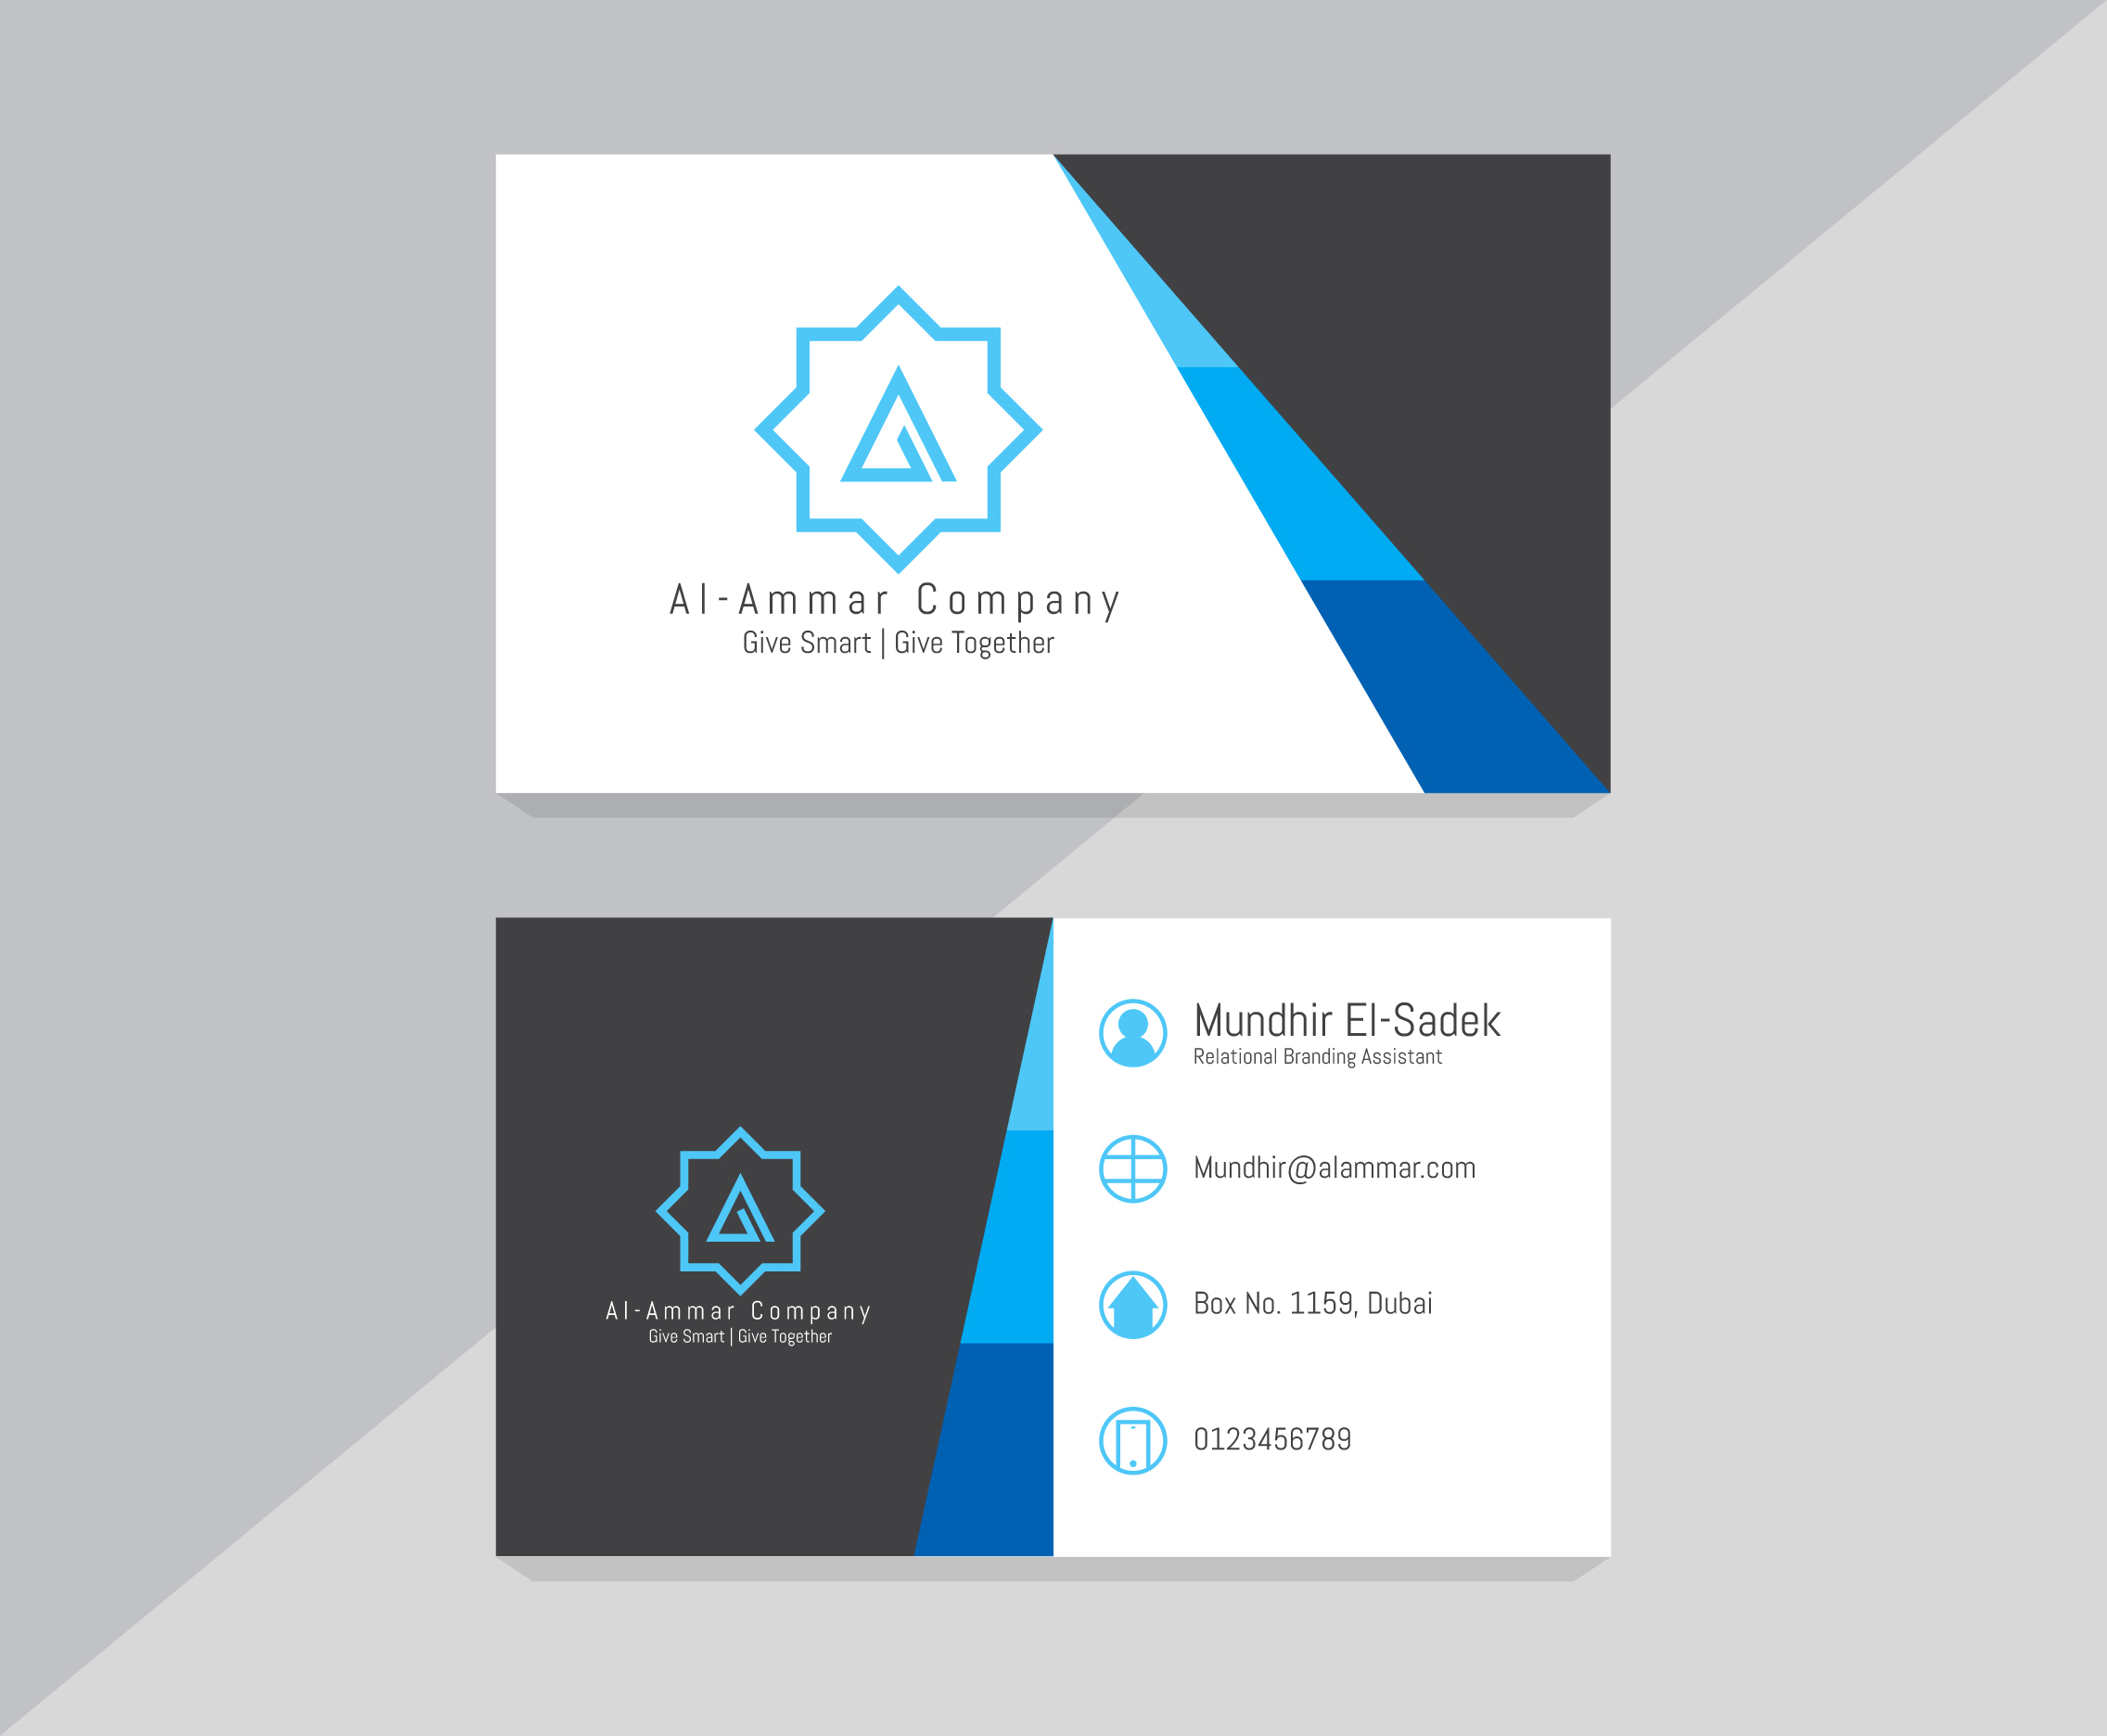 Al-Ammar Company
Give Smart | Give Together
Al-Ammar Company
Give Smart | Give Together
Mundhir El-Sadek
Relational Branding Assistant
Mundhir@alammar.com
Box No. 1159, Dubai
0123456789